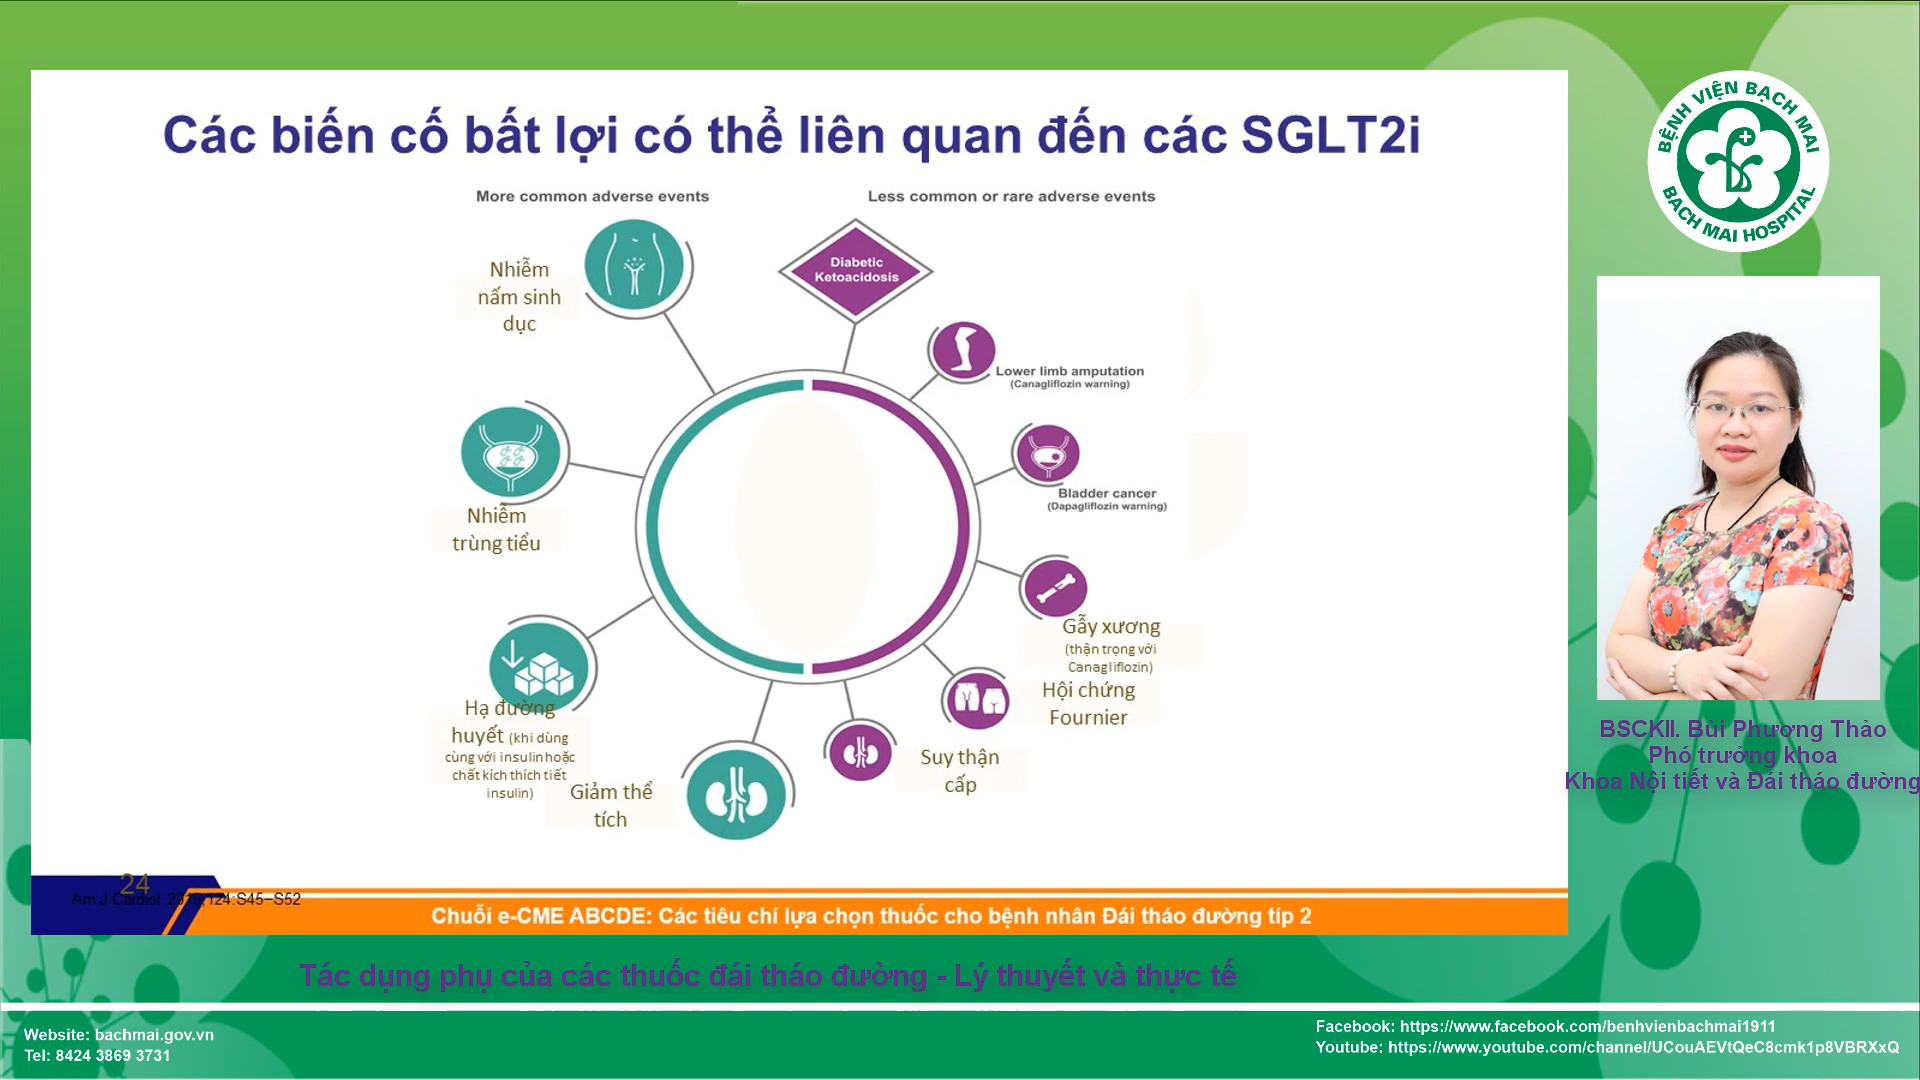 Các biến cố bất lợi có thể liên quan đến các SGLT2i
More common adverse events
Less common or rare adverse events
Nhiễm
nấm sinh
dục
Nhiễm
trùng tiểu
Hạ đường
huyết (khi dùng
cùng với insulinhoặc
chất kích thích tiết
insulin)
Giảm thể
tích
Diabetic
Ketoacidosis
Lower limb amputation
(Canagliflozin warning)
Bladder cancer
(Dapagliflozin warning)
Gẫy xương
(thận trọng với
Canagliflozin)
Hội chứng
Fournier
Suy thận
cấp
24
Am J Cardiol 2019;124:S45−S52
Chuỗi e-CME ABCDE: Các tiêu chí lựa chọn thuốc cho bệnh nhân Đái tháo đường típ 2
BỆNH VIỆN BẠCH MAI
BACH MAI HOSPITAL
BSCKII. Bùi Phương Thảo
Phó trưởng khoa
Khoa Nội tiết và Đái tháo đường
Tác dụng phụ của các thuốc đái tháo đường - Lý thuyết và thực tế
Website: bachmai.gov.vn
Tel: 8424 3869 3731
Facebook: https://www.facebook.com/benhvienbachmai1911
Youtube: https://www.youtube.com/channel/UCouAEVtQeC8cmk1p8VBRXxQ